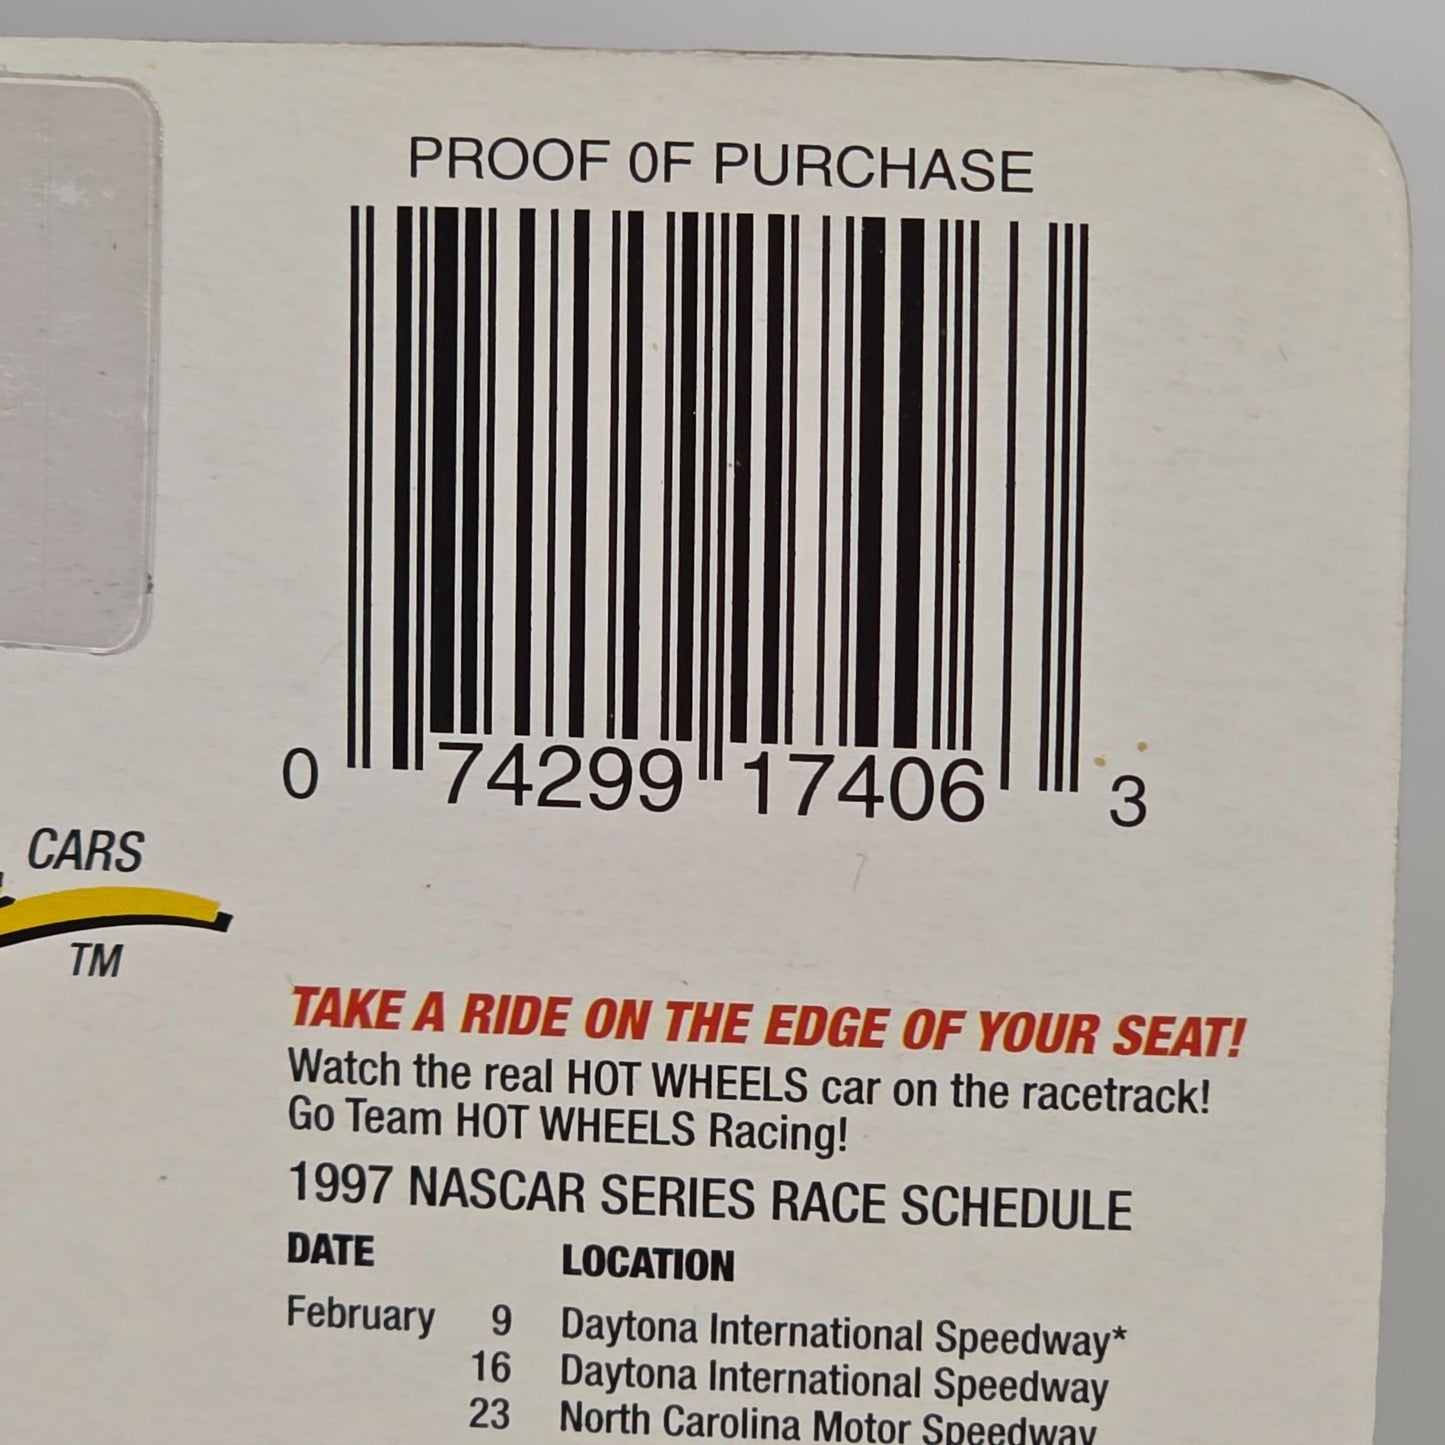 PROOF OF PURCHASE
0 74299 17406 3
CARS
TM
TAKE A RIDE ON THE EDGE OF YOUR SEAT!
Watch the real HOT WHEELS car on the racetrack!
Go Team HOT WHEELS Racing!
1997 NASCAR SERIES RACE SCHEDULE
DATE LOCATION
February 9 Daytona International Speedway*
16 Daytona International Speedway
23 North Carolina Motor Speedway